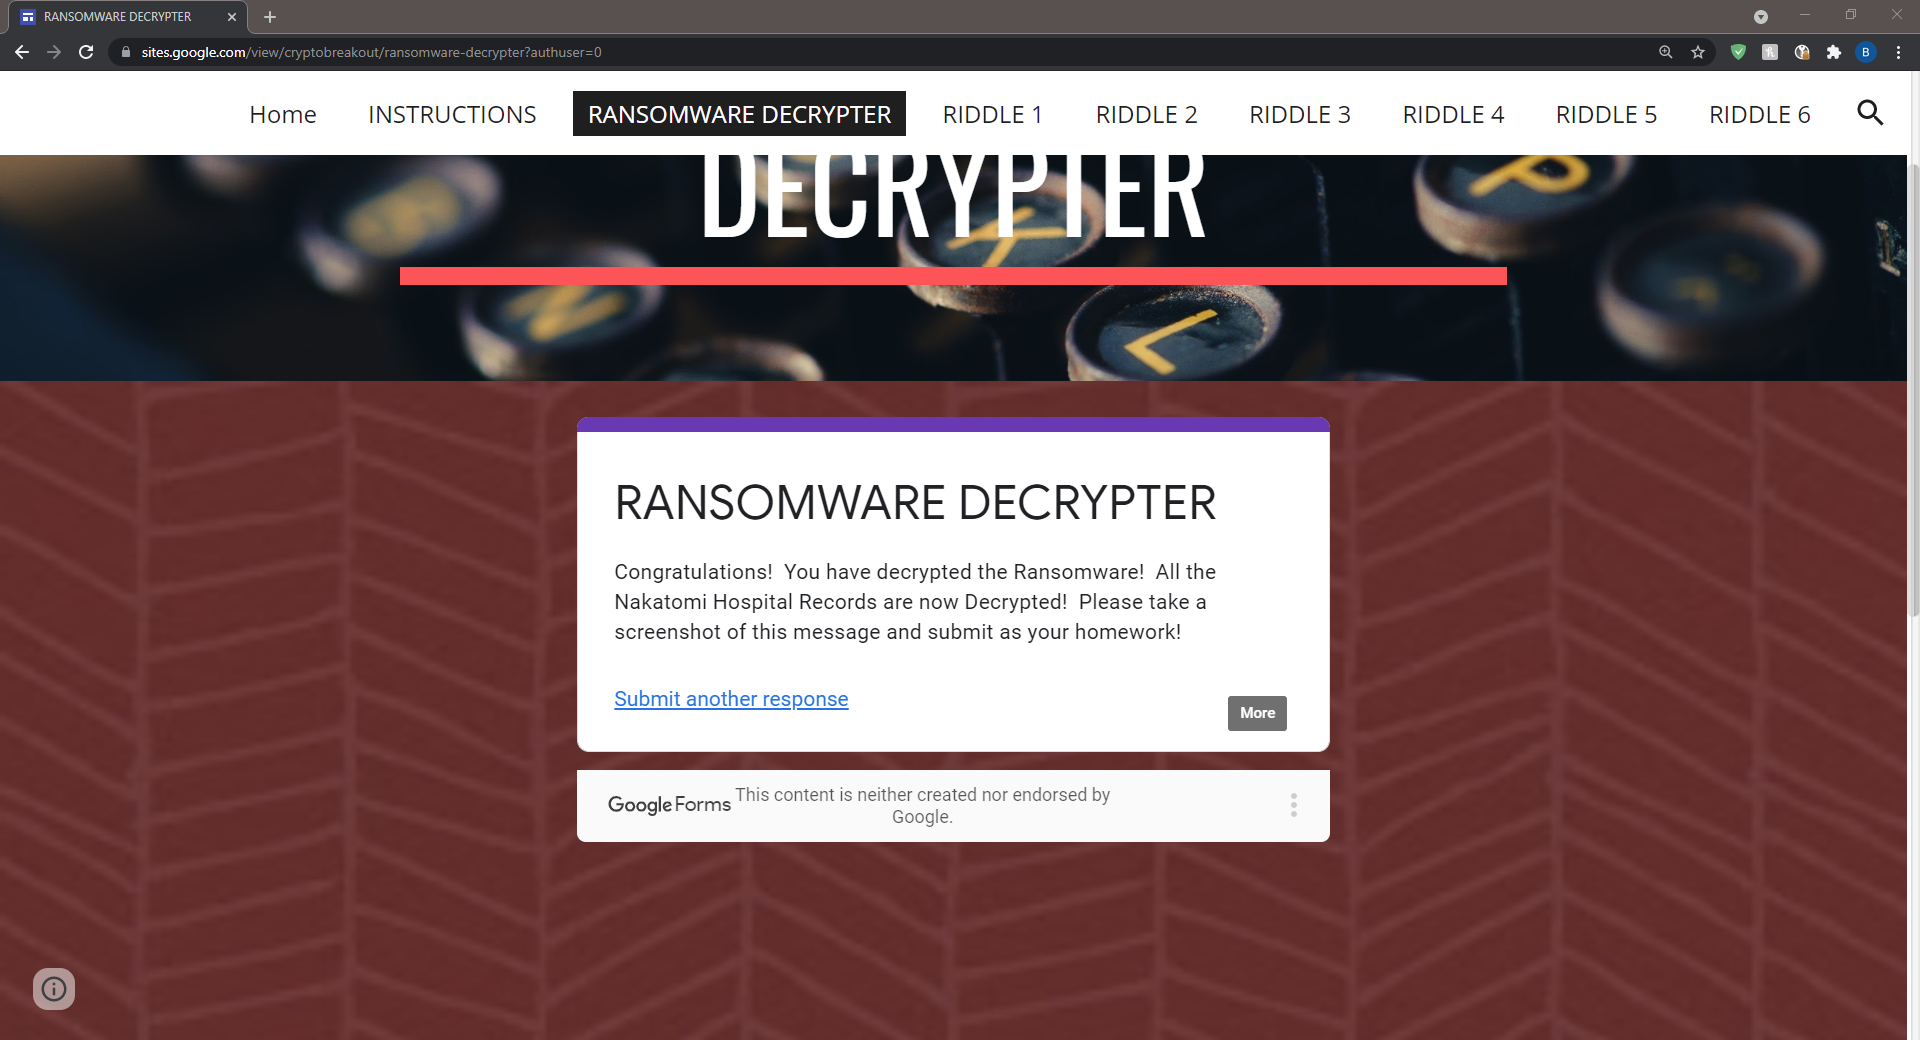 RANSOMWARE DECRYPTER
sites.google.com/view/cryptobreakout/ransomware-decrypter?authuser=0
B
Home INSTRUCTIONS RANSOMWARE DECRYPTER RIDDLE 1 RIDDLE 2 RIDDLE 3 RIDDLE 4 RIDDLE 5 RIDDLE 6
DECRYPTER
P
K
N
L
RANSOMWARE DECRYPTER
Congratulations! You have decrypted the Ransomware! All the
Nakatomi Hospital Records are now Decrypted! Please take a
screenshot of this message and submit as your homework!
Submit another response
More
Google Forms
This content is neither created nor endorsed by
Google.